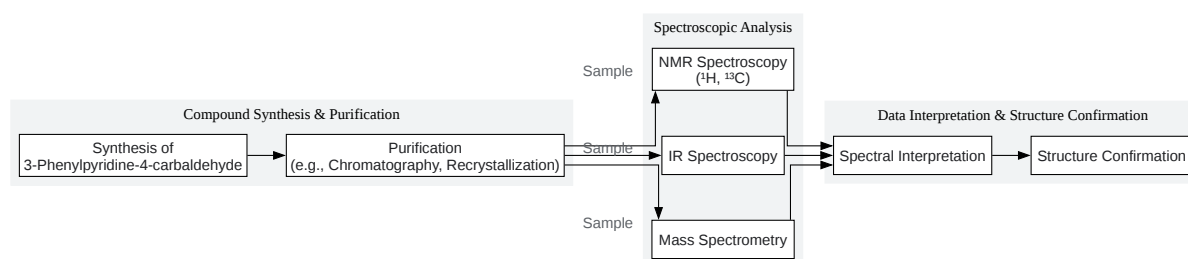 Compound Synthesis & Purification
Synthesis of
3-Phenylpyridine-4-carbaldehyde
Purification
(e.g., Chromatography, Recrystallization)
Sample
Sample
Sample
Spectroscopic Analysis
NMR Spectroscopy
(¹H, ¹³C)
IR Spectroscopy
Mass Spectrometry
Data Interpretation & Structure Confirmation
Spectral Interpretation
Structure Confirmation